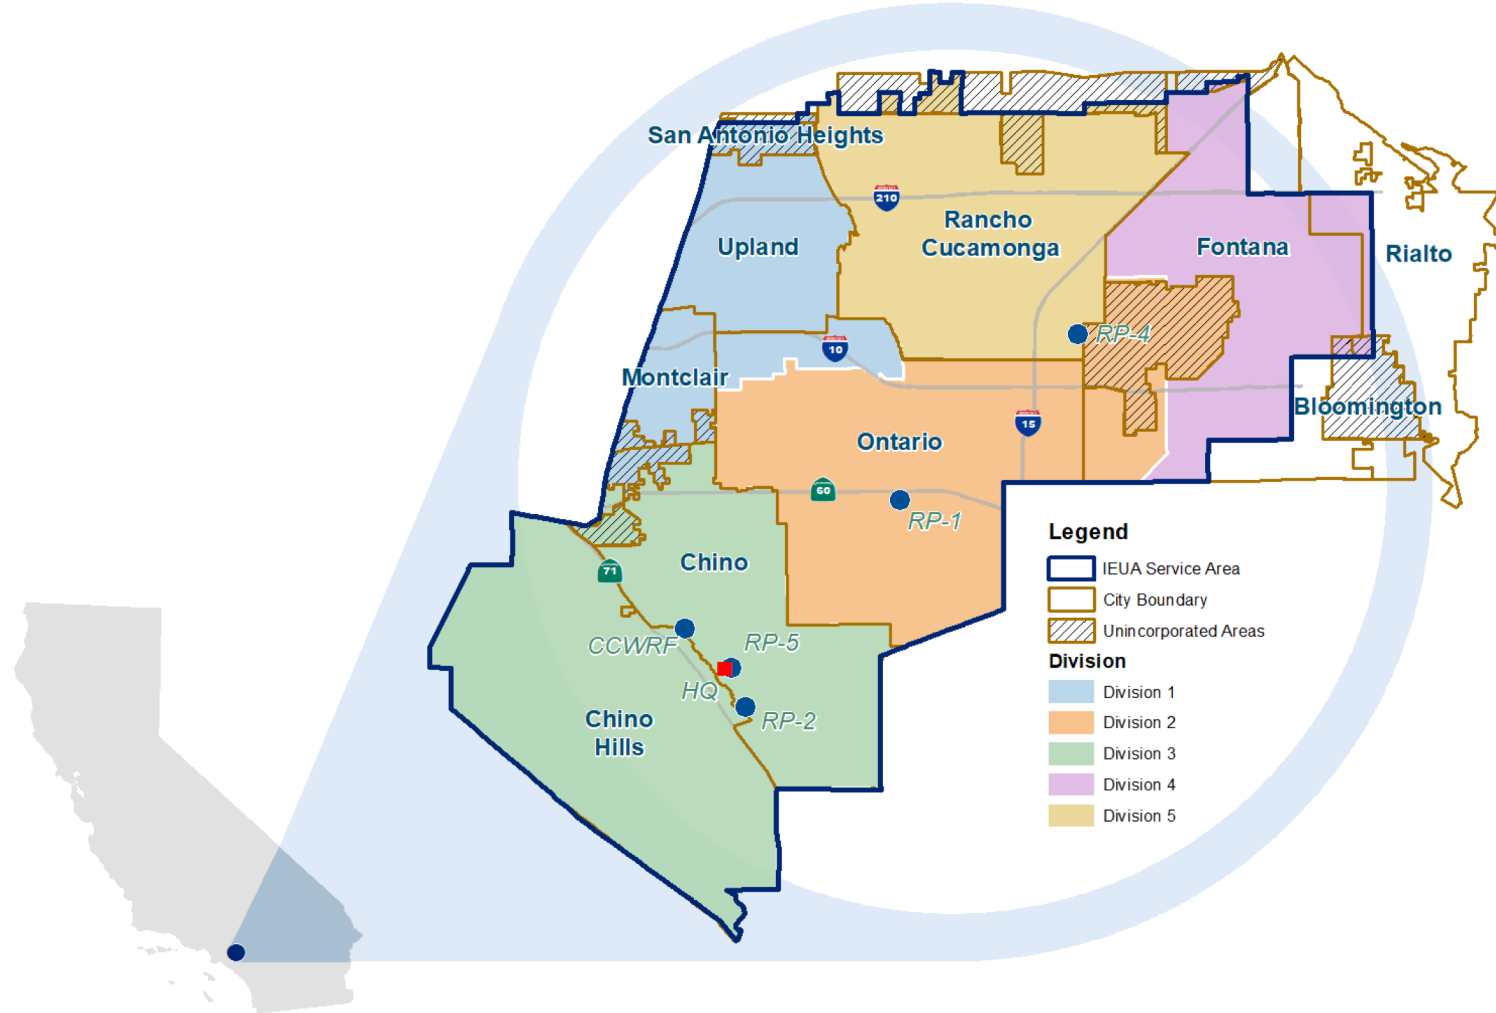 San Antonio Heights
210
Rancho
Cucamonga
Upland
Fontana
Rialto
RP-4
10
Montclair
Bloomington
15
Ontario
60
RP-1
Legend
IEUA Service Area
City Boundary
Unincorporated Areas
Division
Division 1
Division 2
Division 3
Division 4
Division 5
Chino
71
CCWRF
RP-5
HQ
RP-2
Chino
Hills